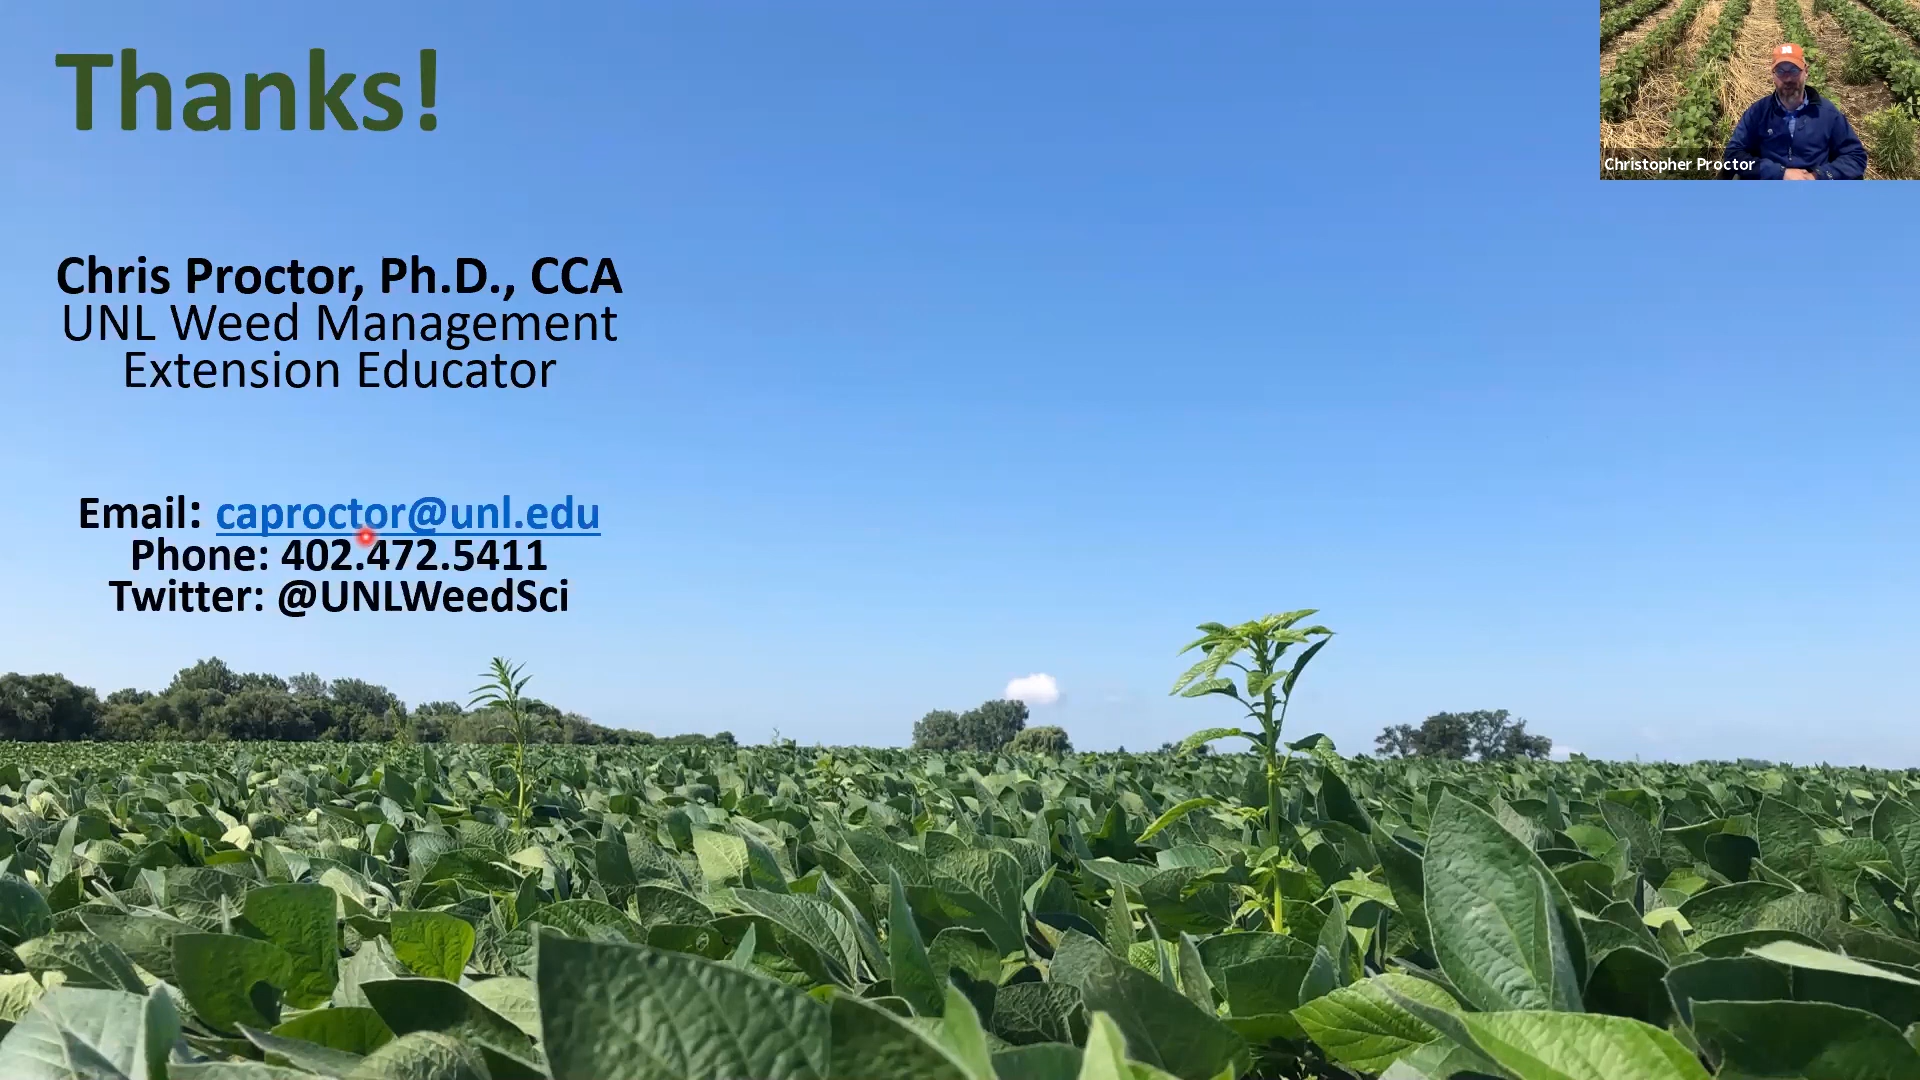 Thanks!
Christopher Proctor
Chris Proctor, Ph.D., CCA
UNL Weed Management
Extension Educator
Email: caproctor@unl.edu
Phone: 402.472.5411
Twitter: @UNLWeedSci